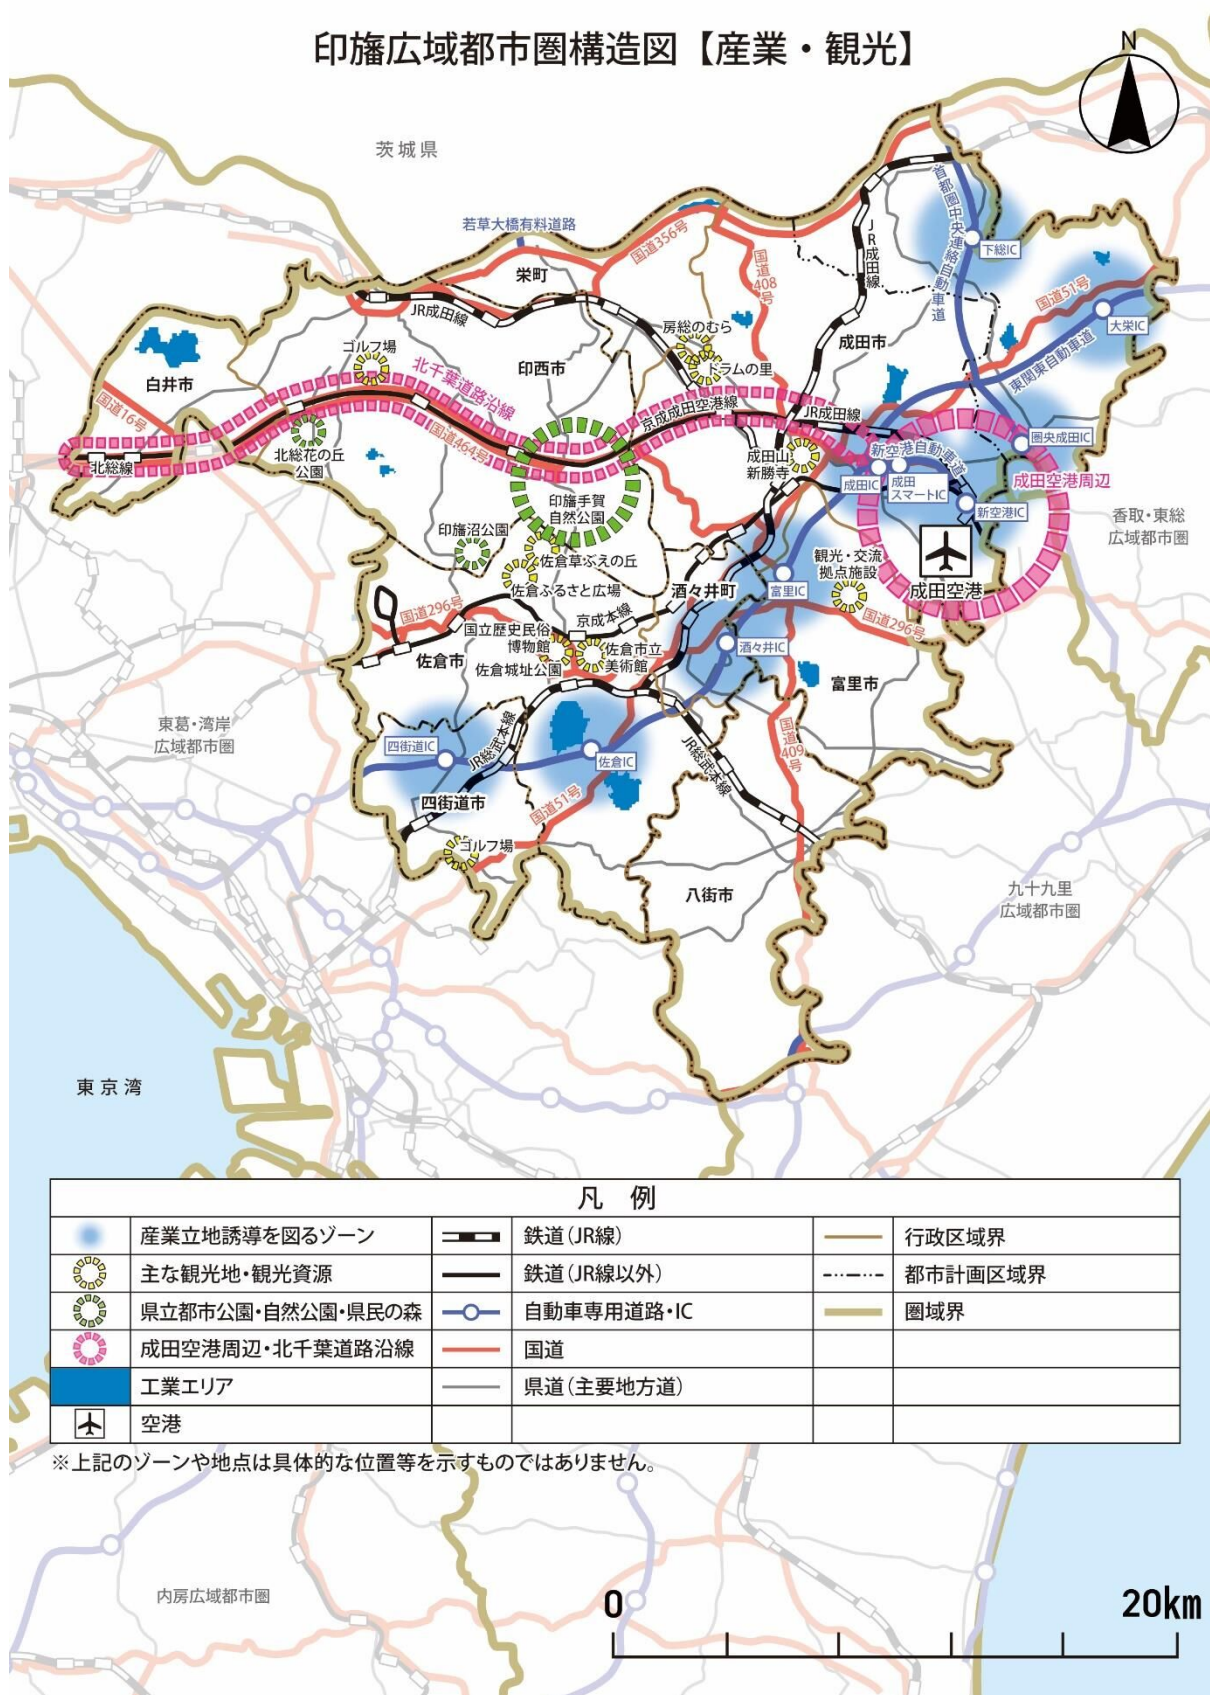 印旛広域都市圏構造図【産業・観光】
N
茨城県
若草大橋有料道路
国道356号
栄町
国道408号
JR成田線
首都圏中央連絡自動車道
下総IC
国道51号
大栄IC
東関東自動車道
JR成田線
房総のむら
ドラムの里
成田市
ゴルフ場
印西市
白井市
国道16号
北千葉道路沿線
京成成田空港線
JR成田線
北総線
北総花の丘
公園
国道464号
成田山
新勝寺
新空港自動車道
圏央成田IC
成田IC
成田
スマートIC
成田空港周辺
新空港IC
印旛手賀
自然公園
香取・東総
広域都市圏
印旛沼公園
佐倉草ぶえの丘
佐倉ふるさと広場
酒々井町
富里IC
観光・交流
拠点施設
成田空港
国道296号
京成本線
国道296号
国立歴史民俗
博物館
佐倉市立
美術館
酒々井IC
佐倉市
佐倉城址公園
富里市
東葛・湾岸
広域都市圏
四街道IC
JR総武本線
佐倉IC
JR総武本線
国道409号
四街道市
国道51号
ゴルフ場
八街市
九十九里
広域都市圏
東京湾
凡 例
産業立地誘導を図るゾーン
鉄道（JR線）
行政区域界
主な観光地・観光資源
鉄道（JR線以外）
都市計画区域界
県立都市公園・自然公園・県民の森
自動車専用道路・IC
圏域界
成田空港周辺・北千葉道路沿線
国道
工業エリア
県道（主要地方道）
空港
※上記のゾーンや地点は具体的な位置等を示すものではありません。
内房広域都市圏
0
20km